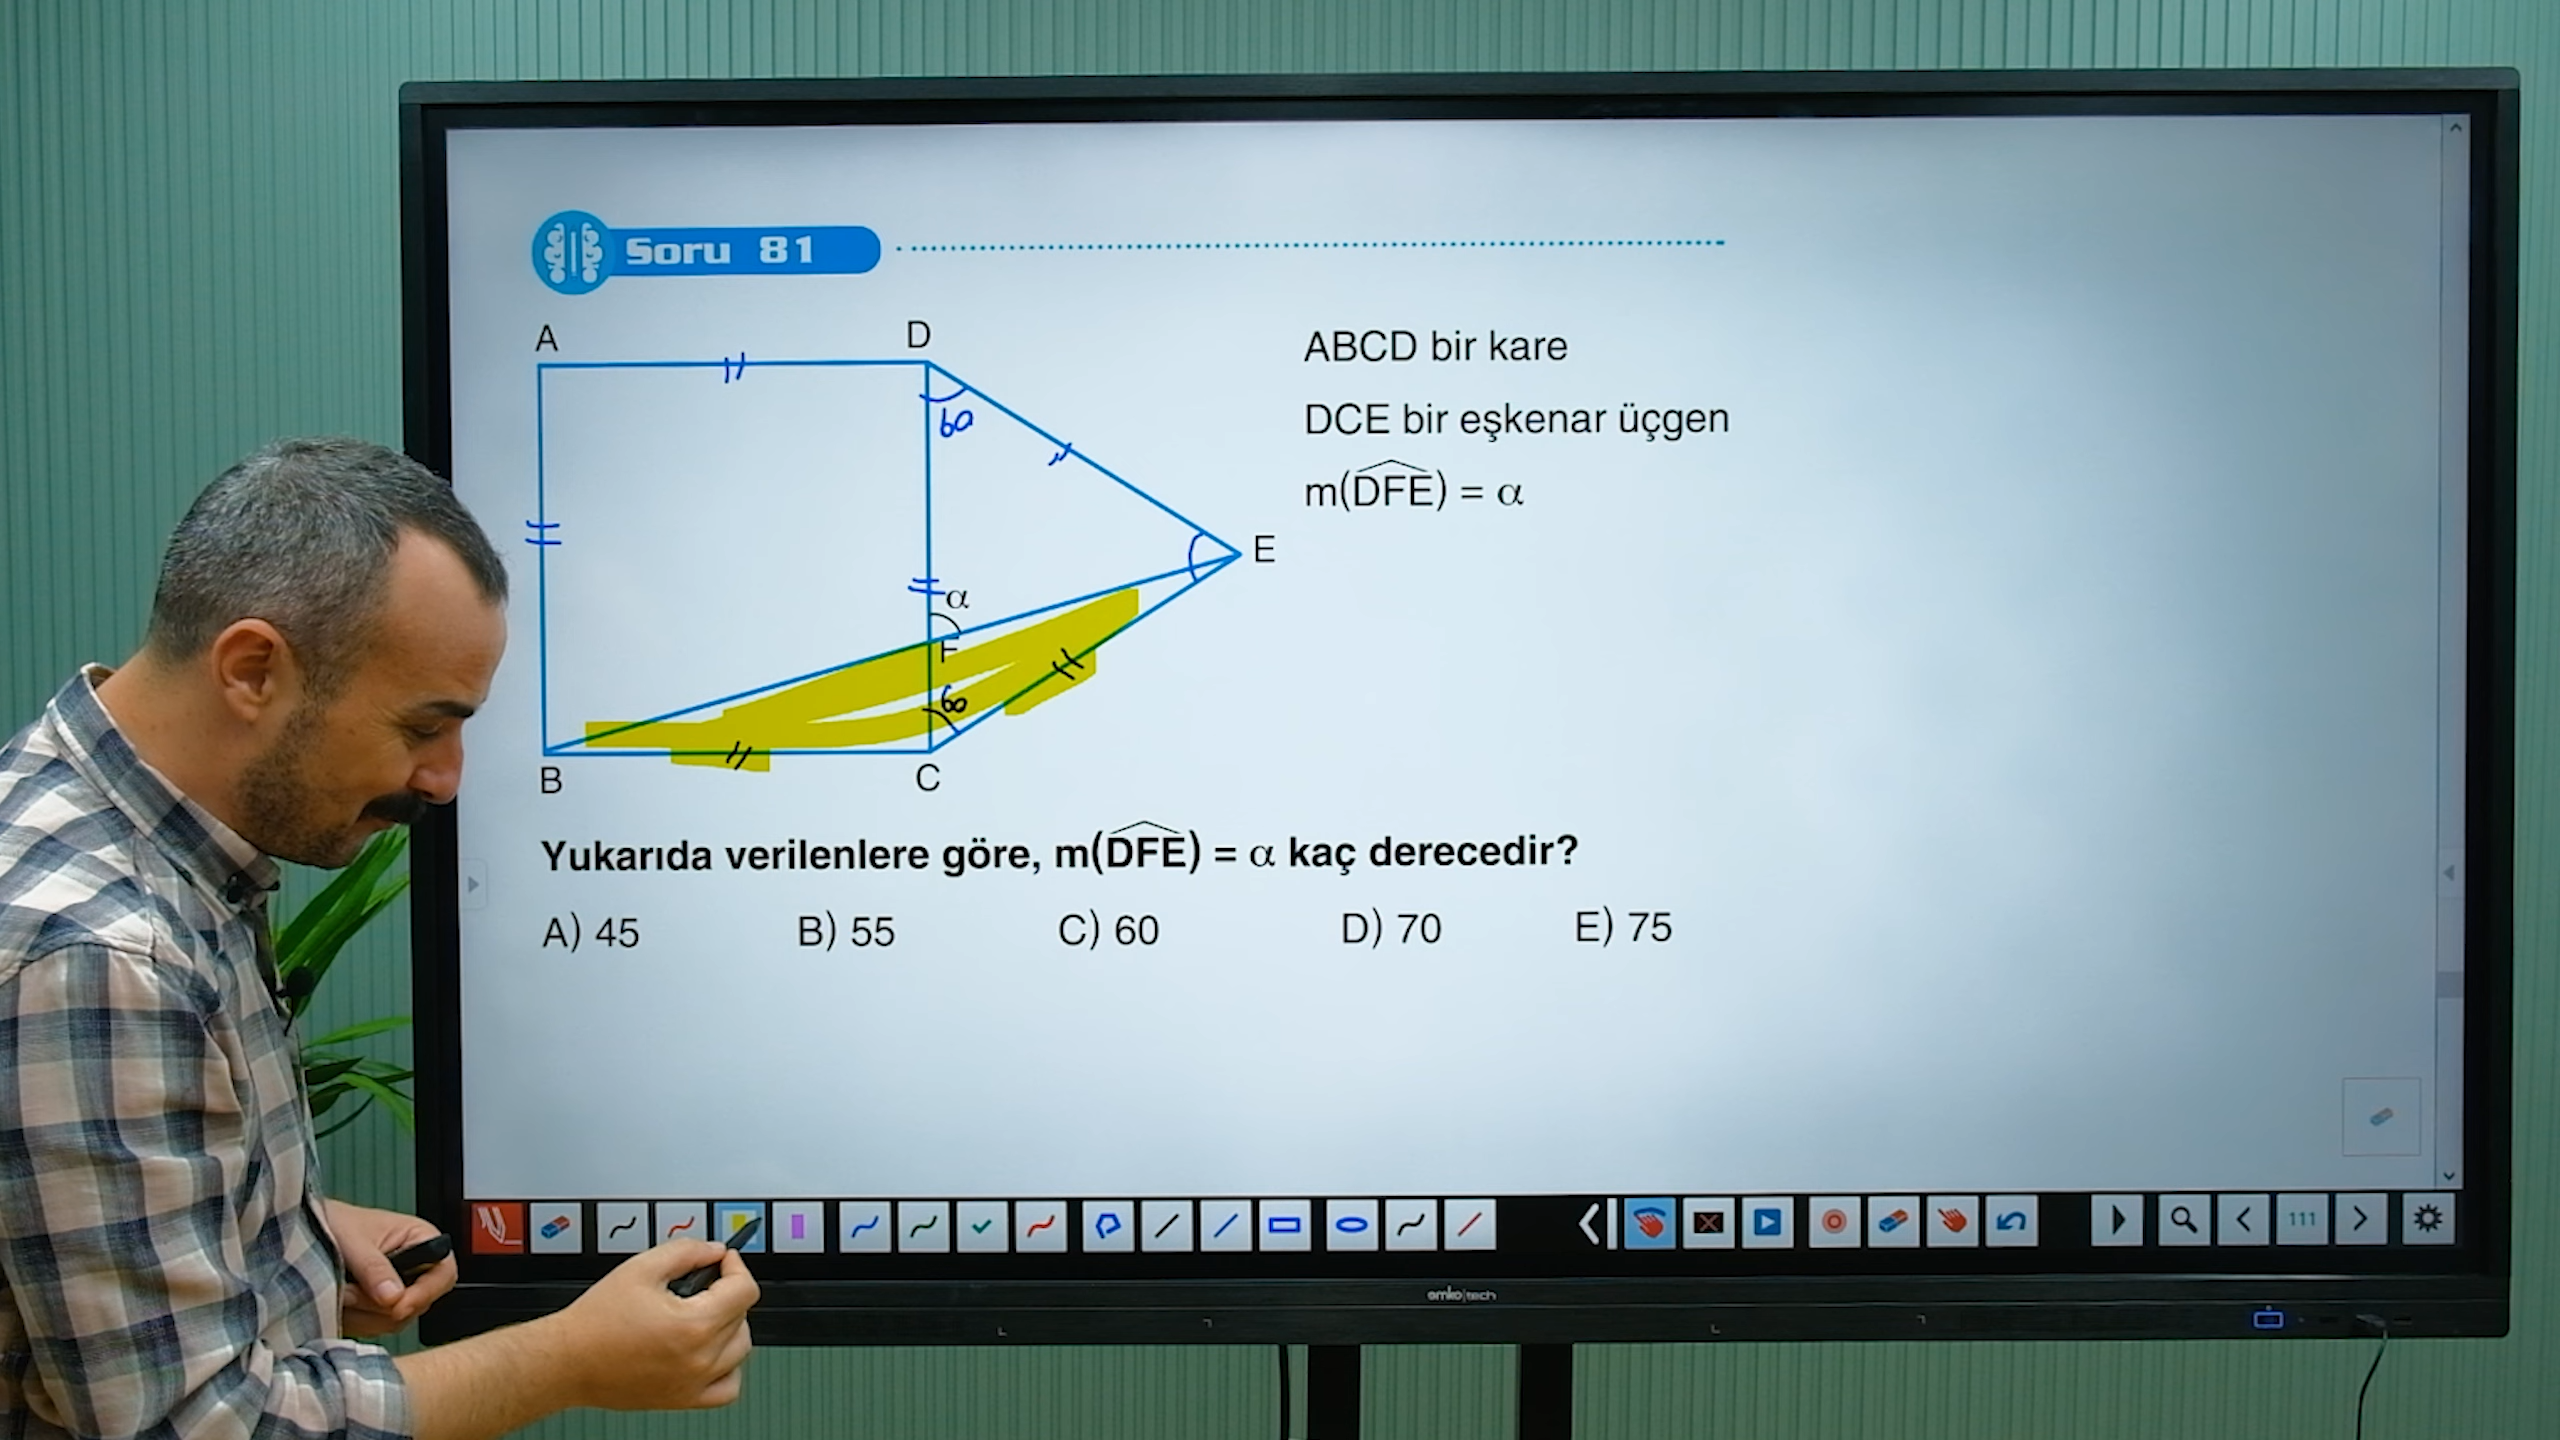 Soru 81
A
D
60
ABCD bir kare
DCE bir eşkenar üçgen
m(DFE) = α
E
α
F
60
B
C
Yukarıda verilenlere göre, m(DFE) = α kaç derecedir?
A) 45 B) 55 C) 60 D) 70 E) 75
111
emko|tech